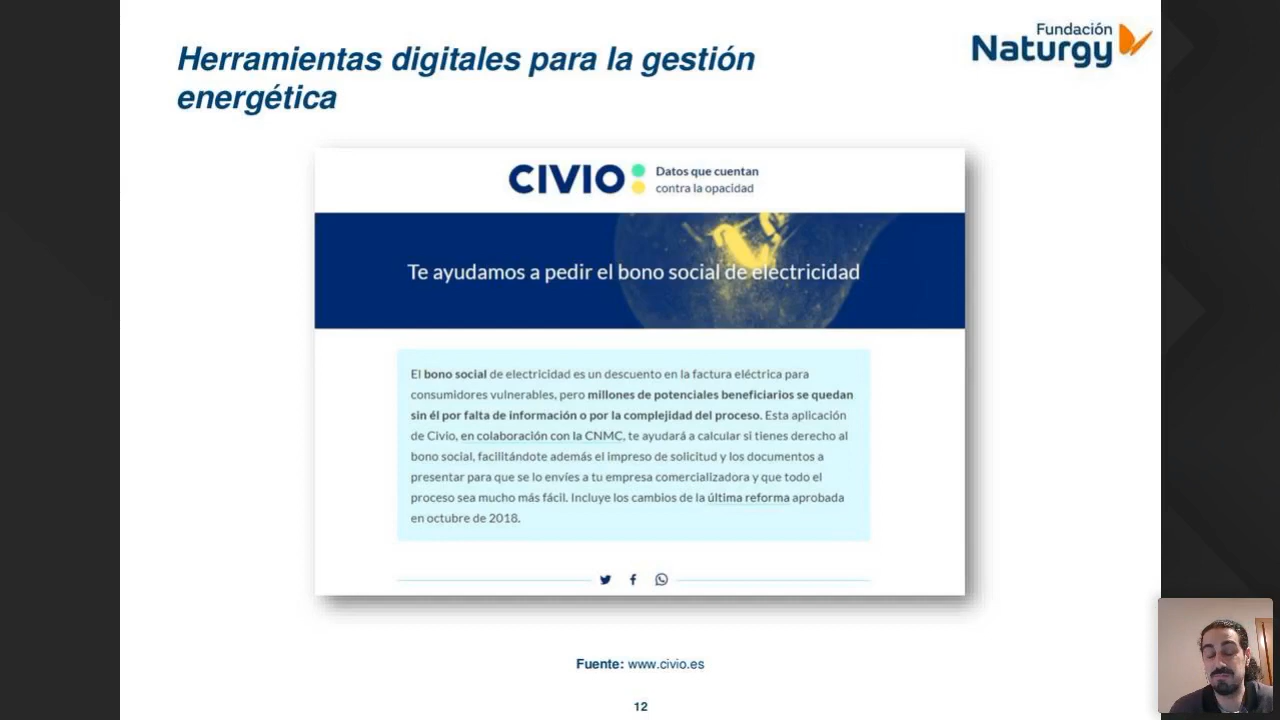 Herramientas digitales para la gestión
energética
Fundación
Naturgy
CIVIO
Datos que cuentan
contra la opacidad
Te ayudamos a pedir el bono social de electricidad
El bono social de electricidad es un descuento en la factura eléctrica para
consumidores vulnerables, pero millones de potenciales beneficiarios se quedan
sin él por falta de información o por la complejidad del proceso. Esta aplicación
de Civio, en colaboración con la CNMC, te ayudará a calcular si tienes derecho al
bono social, facilitándote además el impreso de solicitud y los documentos a
presentar para que se lo envíes a tu empresa comercializadora y que todo el
proceso sea mucho más fácil. Incluye los cambios de la última reforma aprobada
en octubre de 2018.
Fuente: www.civio.es
12